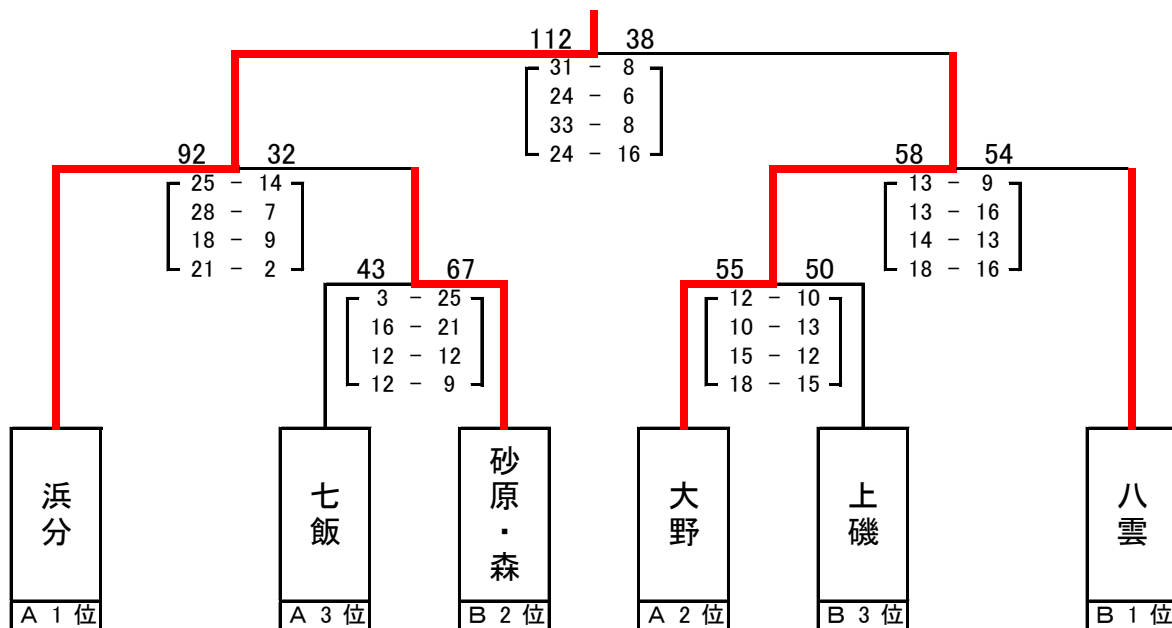 112 38
31 - 8
24 - 6
33 - 8
24 - 16
92 32
25 - 14
28 - 7
18 - 9
21 - 2
58 54
13 - 9
13 - 16
14 - 13
18 - 16
43 67
3 - 25
16 - 21
12 - 12
12 - 9
55 50
12 - 10
10 - 13
15 - 12
18 - 15
浜分
七飯
砂原・森
大野
上磯
八雲
A 1 位
A 3 位
B 2 位
A 2 位
B 3 位
B 1 位